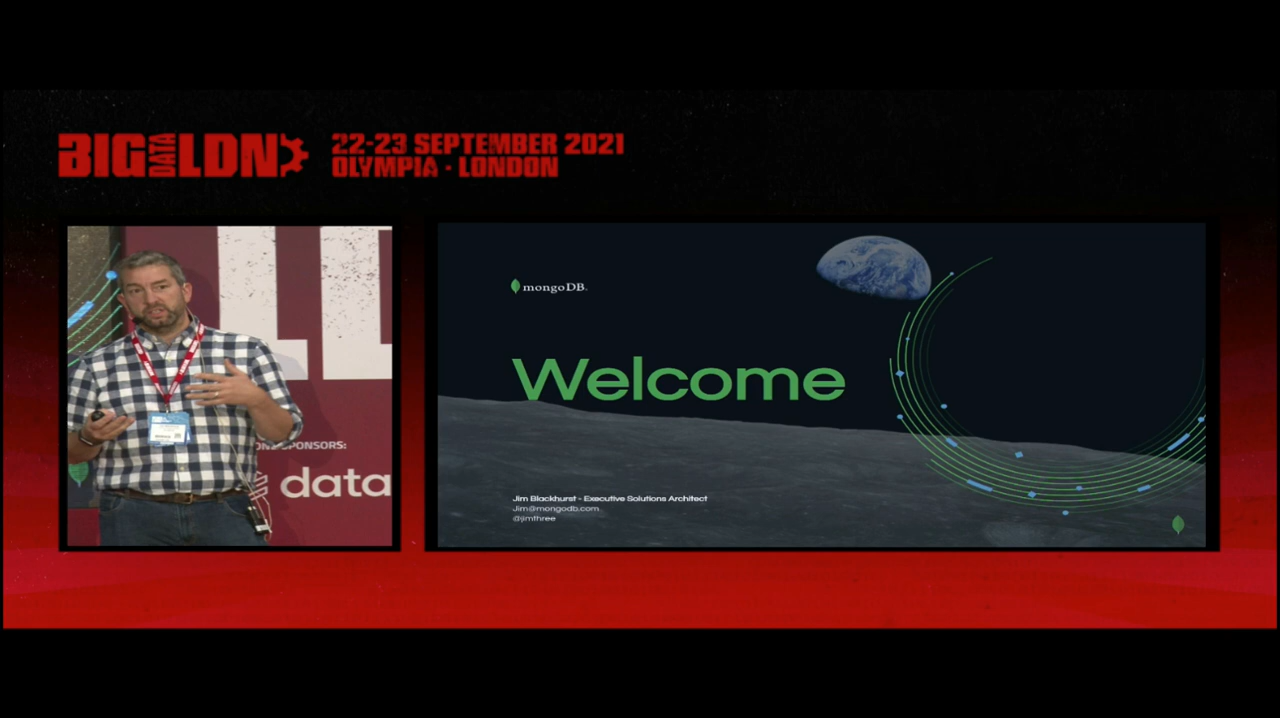 BIG DATA LDN
22-23 SEPTEMBER 2021
OLYMPIA · LONDON
L
SPONSORS:
data
mongoDB.
Welcome
Jim Blackhurst - Executive Solutions Architect
Jim@mongodb.com
@jimthree